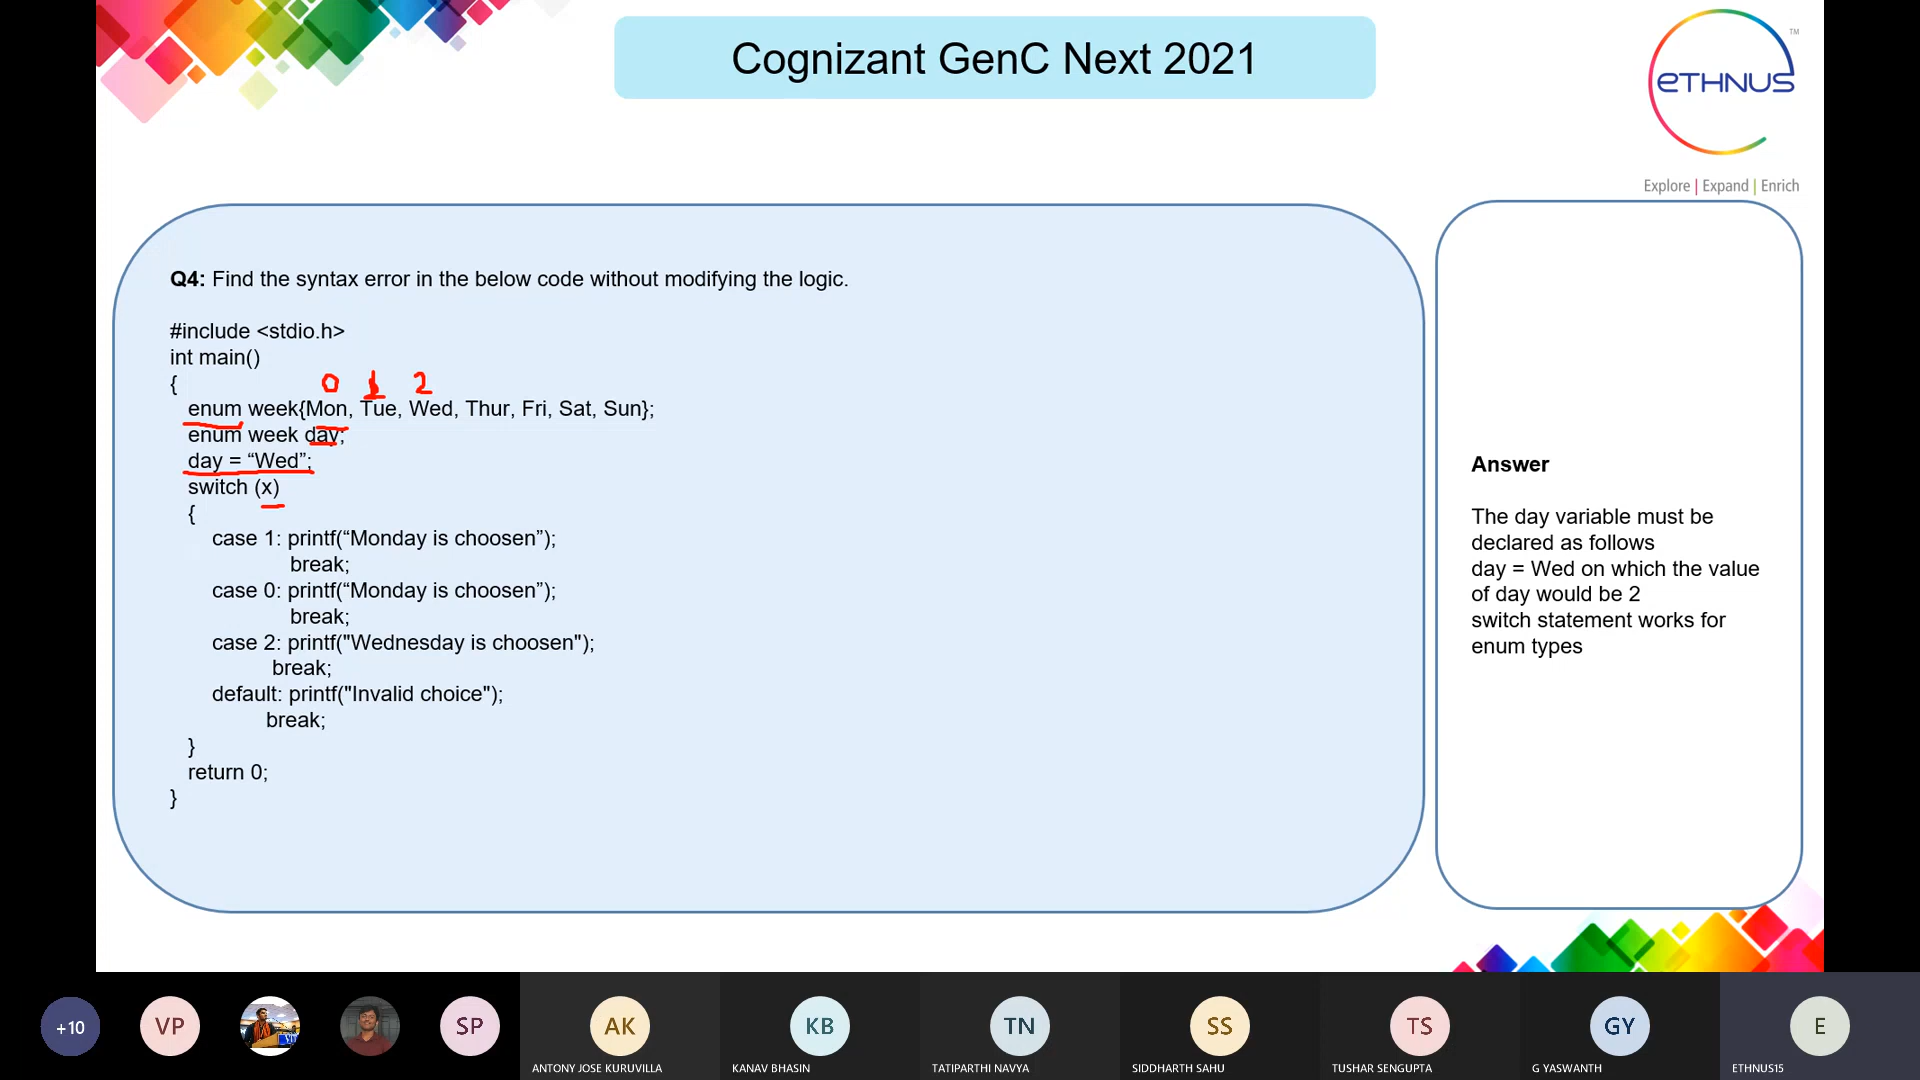 Cognizant GenC Next 2021
eTHNUS
TM
Explore | Expand | Enrich
Q4: Find the syntax error in the below code without modifying the logic.
#include <stdio.h>
int main()
{
0 1 2
enum week{Mon, Tue, Wed, Thur, Fri, Sat, Sun};
enum week day;
day = “Wed”;
switch (x)
{
case 1: printf(“Monday is choosen”);
break;
case 0: printf(“Monday is choosen”);
break;
case 2: printf("Wednesday is choosen");
break;
default: printf("Invalid choice");
break;
}
return 0;
}
Answer
The day variable must be
declared as follows
day = Wed on which the value
of day would be 2
switch statement works for
enum types
+10
VP
SP
AK
KB
TN
SS
TS
GY
E
ANTONY JOSE KURUVILLA
KANAV BHASIN
TATIPARTHI NAVYA
SIDDHARTH SAHU
TUSHAR SENGUPTA
G YASWANTH
ETHNUS15